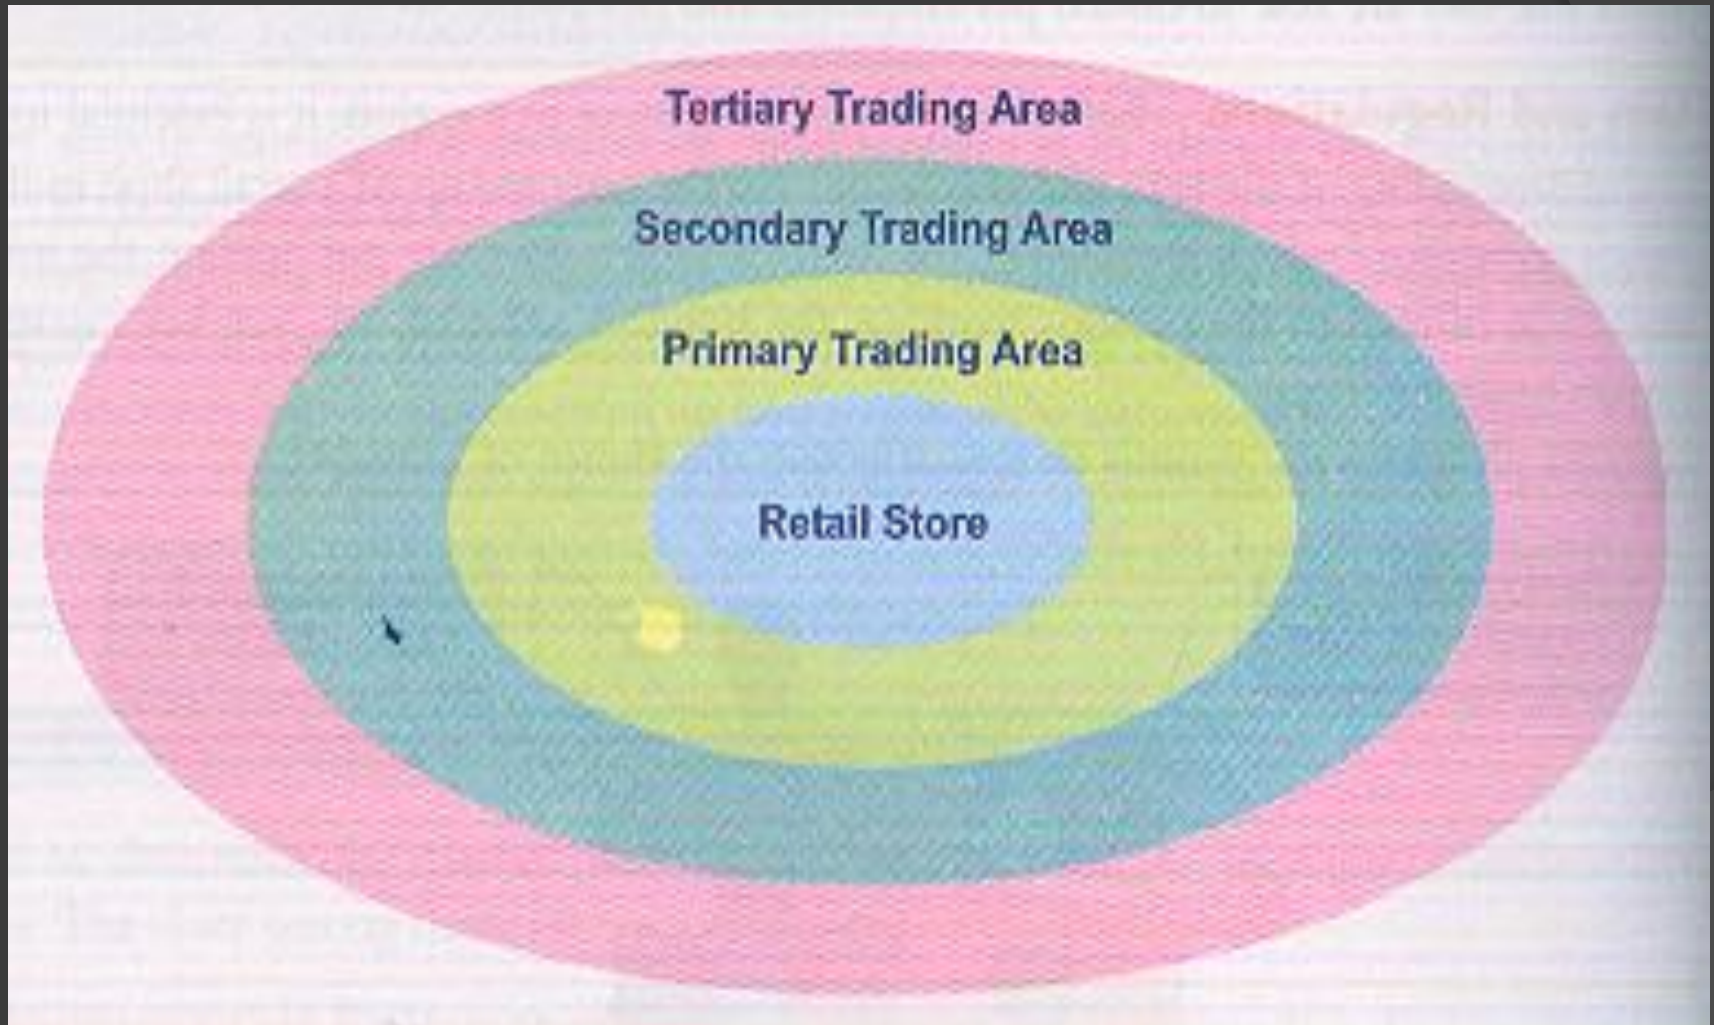 Tertiary Trading Area
Secondary Trading Area
Primary Trading Area
Retail Store